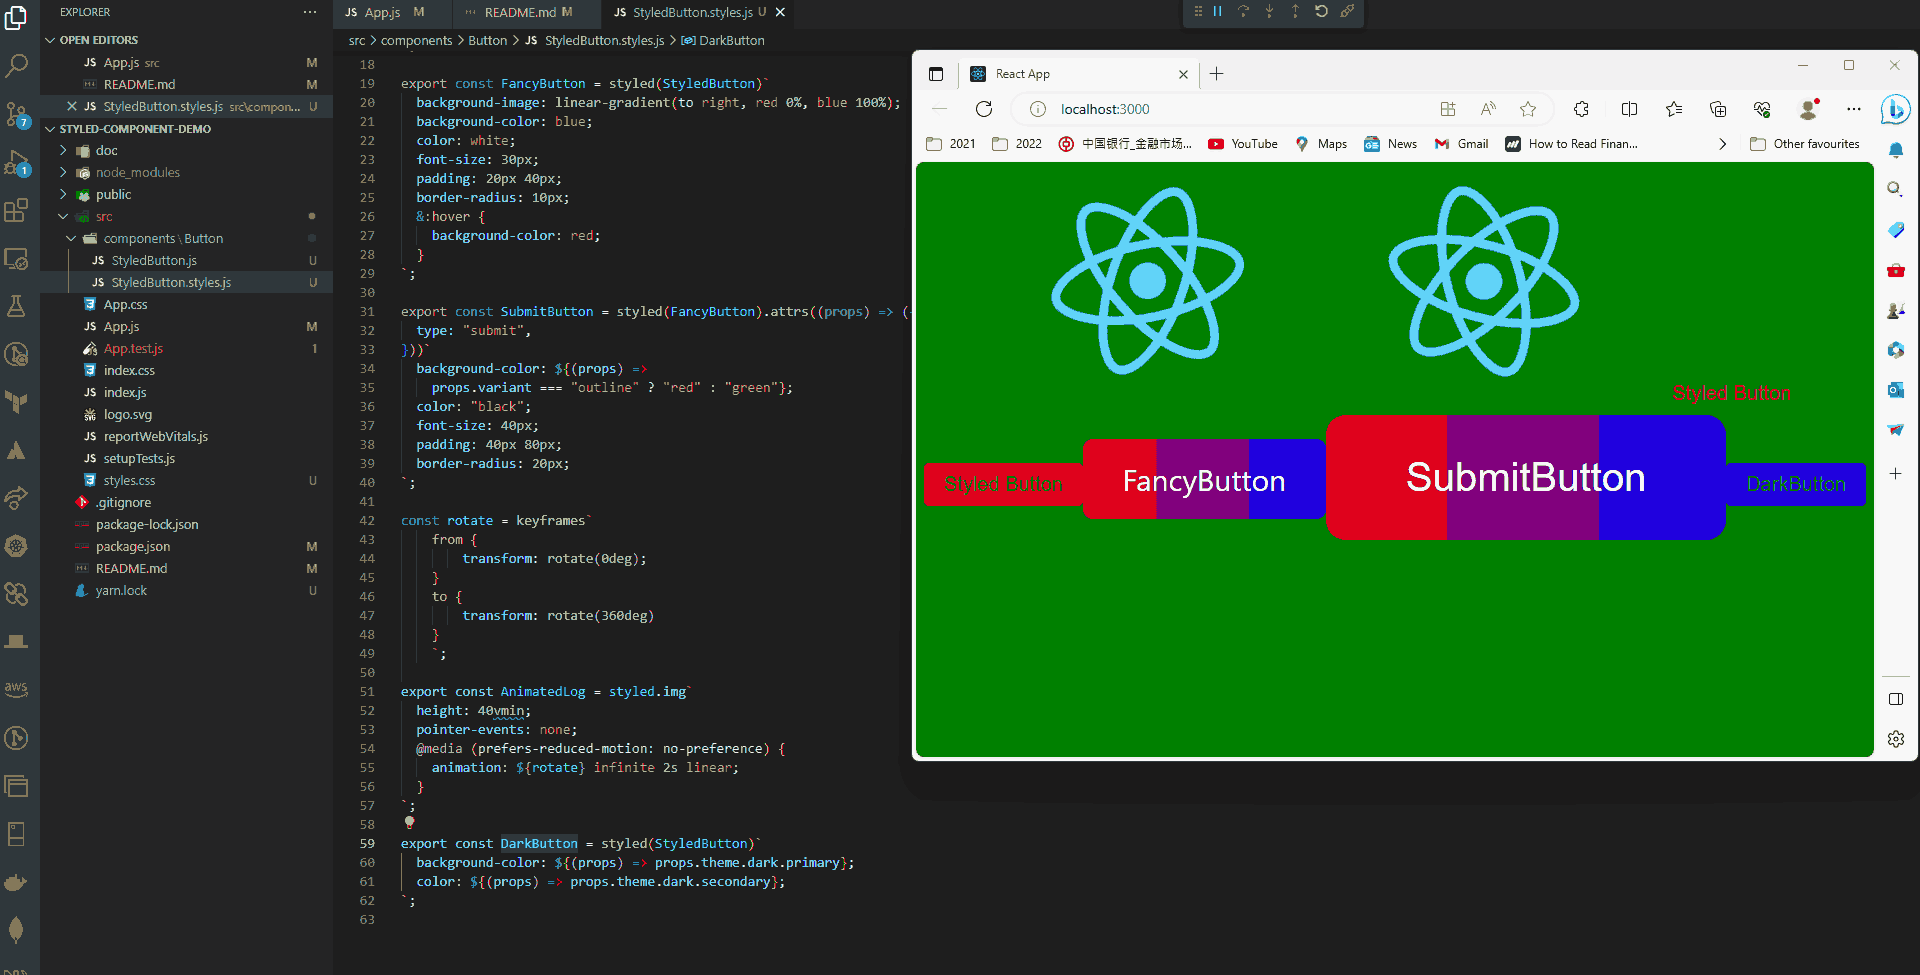 EXPLORER
OPEN EDITORS
JS App.js src M
README.md M
JS StyledButton.styles.js src\compon... U
STYLED-COMPONENT-DEMO
doc
node_modules
public
src
components \ Button
JS StyledButton.js U
JS StyledButton.styles.js U
App.css
JS App.js M
App.test.js 1
index.css
JS index.js
logo.svg
JS reportWebVitals.js
JS setupTests.js
styles.css U
.gitignore
package-lock.json
package.json M
README.md M
yarn.lock U
7
1
aws
JS App.js M
README.md M
JS StyledButton.styles.js U
src > components > Button > JS StyledButton.styles.js > DarkButton
18
19 export const FancyButton = styled(StyledButton)`
20 background-image: linear-gradient(to right, red 0%, blue 100%);
21 background-color: blue;
22 color: white;
23 font-size: 30px;
24 padding: 20px 40px;
25 border-radius: 10px;
26 &:hover {
27 background-color: red;
28 }
29 `;
30
31 export const SubmitButton = styled(FancyButton).attrs((props) => (
32 type: "submit",
33 }))`
34 background-color: ${(props) =>
35 props.variant === "outline" ? "red" : "green"};
36 color: "black";
37 font-size: 40px;
38 padding: 40px 80px;
39 border-radius: 20px;
40 `;
41
42 const rotate = keyframes`
43 from {
44 transform: rotate(0deg);
45 }
46 to {
47 transform: rotate(360deg)
48 }
49 `;
50
51 export const AnimatedLog = styled.img`
52 height: 40vmin;
53 pointer-events: none;
54 @media (prefers-reduced-motion: no-preference) {
55 animation: ${rotate} infinite 2s linear;
56 }
57 `;
58
59 export const DarkButton = styled(StyledButton)`
60 background-color: ${(props) => props.theme.dark.primary};
61 color: ${(props) => props.theme.dark.secondary};
62 `;
63
React App
localhost:3000
2021
2022
中国银行_金融市场...
YouTube
Maps
News
Gmail
How to Read Finan...
Other favourites
Styled Button
Styled Button
FancyButton
SubmitButton
DarkButton